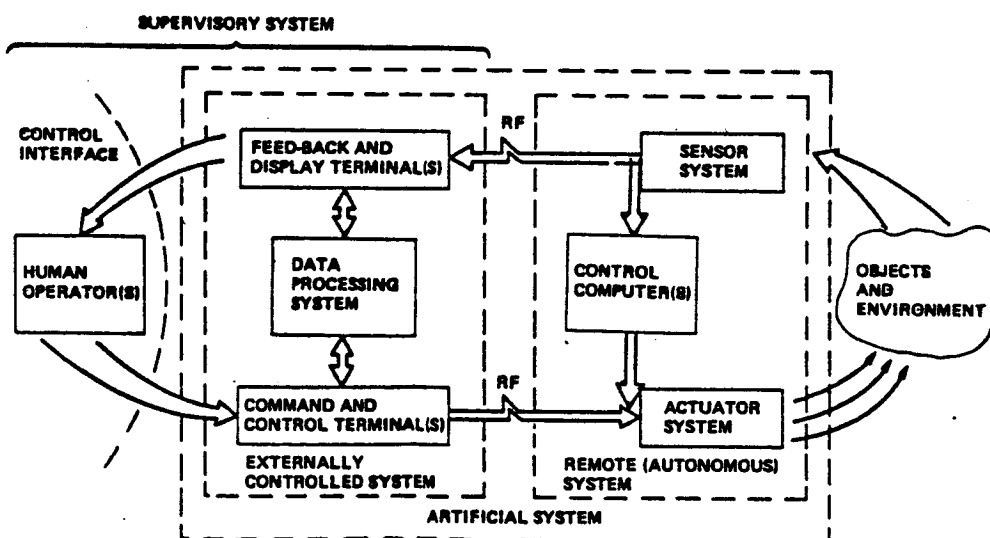 SUPERVISORY SYSTEM
CONTROL
INTERFACE
FEED-BACK AND
DISPLAY TERMINAL(S)
RF
SENSOR
SYSTEM
HUMAN
OPERATOR(S)
DATA
PROCESSING
SYSTEM
CONTROL
COMPUTER(S)
OBJECTS
AND
ENVIRONMENT
COMMAND AND
CONTROL TERMINAL(S)
RF
ACTUATOR
SYSTEM
EXTERNALLY
CONTROLLED SYSTEM
REMOTE (AUTONOMOUS)
SYSTEM
ARTIFICIAL SYSTEM